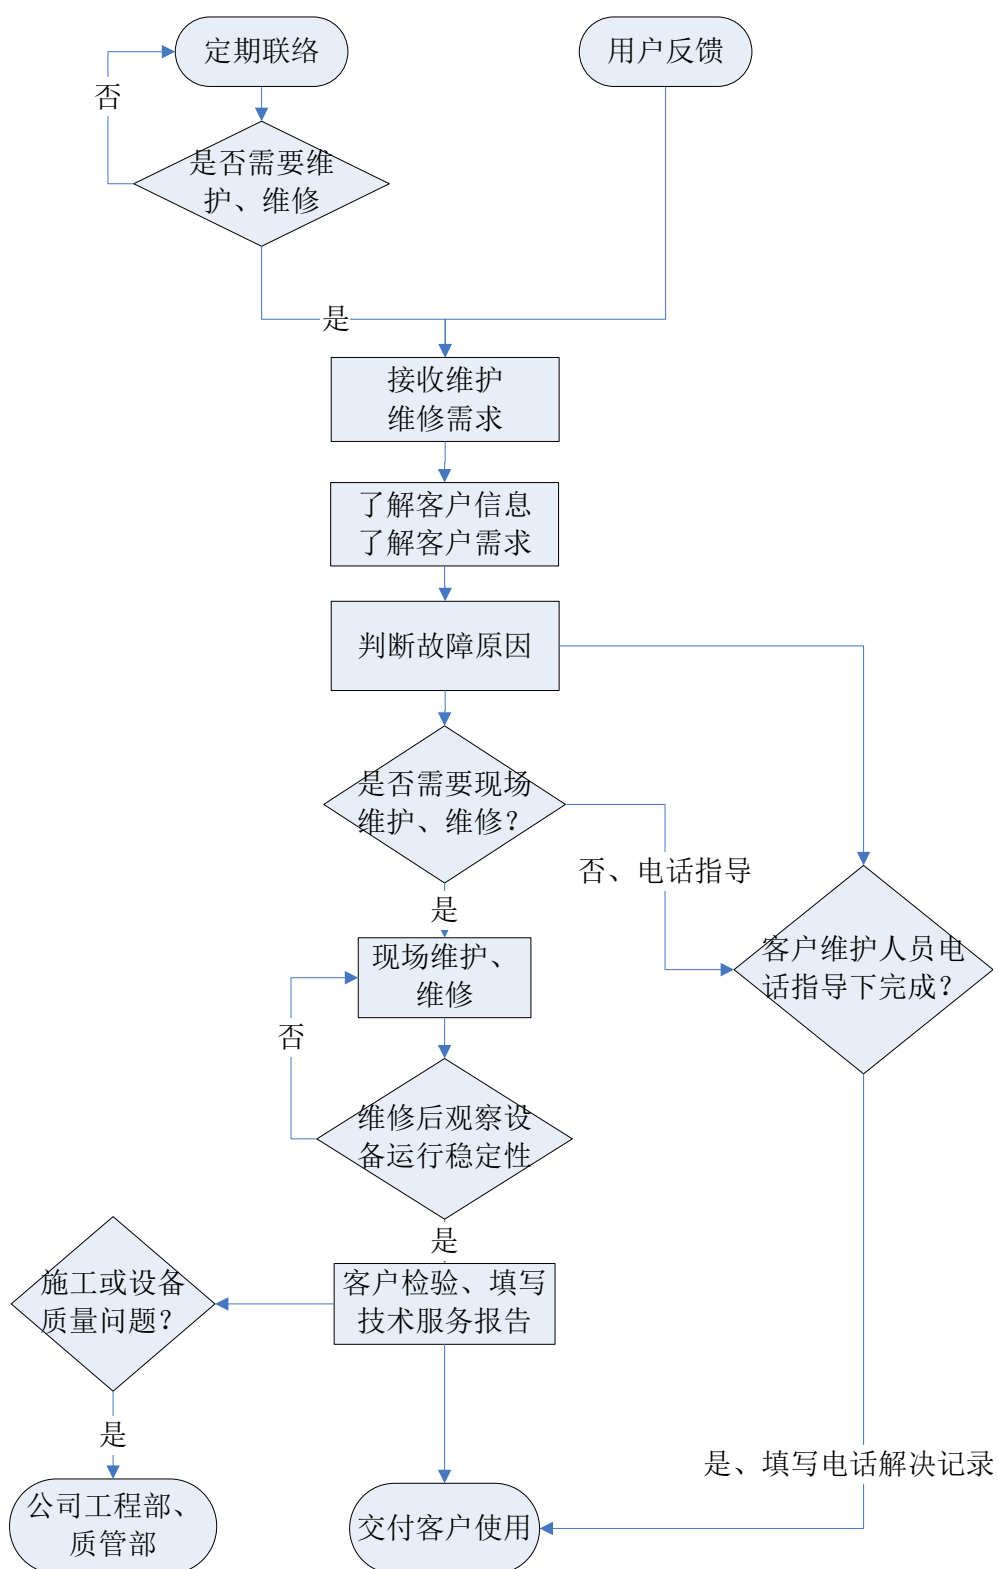 定期联络
用户反馈
否
是否需要维
护、维修
是
接收维护
维修需求
了解客户信息
了解客户需求
判断故障原因
是否需要现场
维护、维修?
否、电话指导
是
客户维护人员电
话指导下完成?
现场维护、
维修
否
维修后观察设
备运行稳定性
是
施工或设备
质量问题?
客户检验、填写
技术服务报告
是
是、填写电话解决记录
公司工程部、
质管部
交付客户使用